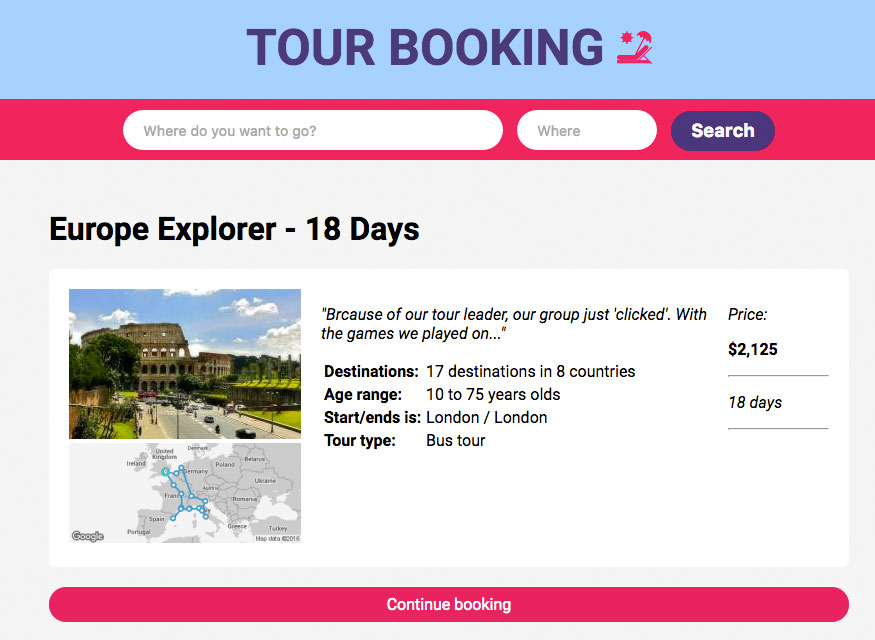 TOUR BOOKING
Where do you want to go?
Where
Search
Europe Explorer - 18 Days
"Brcause of our tour leader, our group just 'clicked'. With
the games we played on..."
Destinations: 17 destinations in 8 countries
Age range: 10 to 75 years olds
Start/ends is: London / London
Tour type: Bus tour
Price:
$2,125
18 days
United
Kingdom
Denmark
Ireland
Poland
Belarus
Germany
Ukraine
Austria
France
Romania
Spain
Portugal
Greece
Turkey
Google
Map data ©2016
Continue booking